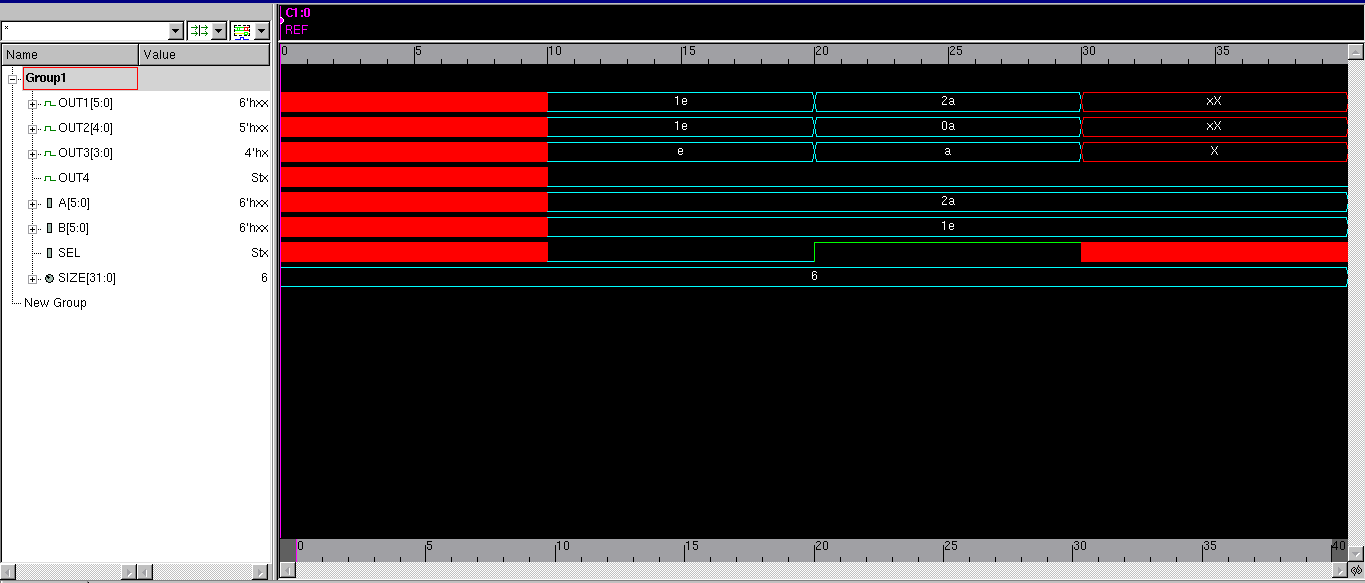 C1:0
REF
*
Name Value
0 5 10 15 20 25 30 35
Group1
OUT1[5:0] 6'hxx 1e 2a xX
OUT2[4:0] 5'hxx 1e 0a xX
OUT3[3:0] 4'hx e a X
OUT4 Stx
A[5:0] 6'hxx 2a
B[5:0] 6'hxx 1e
SEL Stx
SIZE[31:0] 6 6
New Group
0 5 10 15 20 25 30 35 40